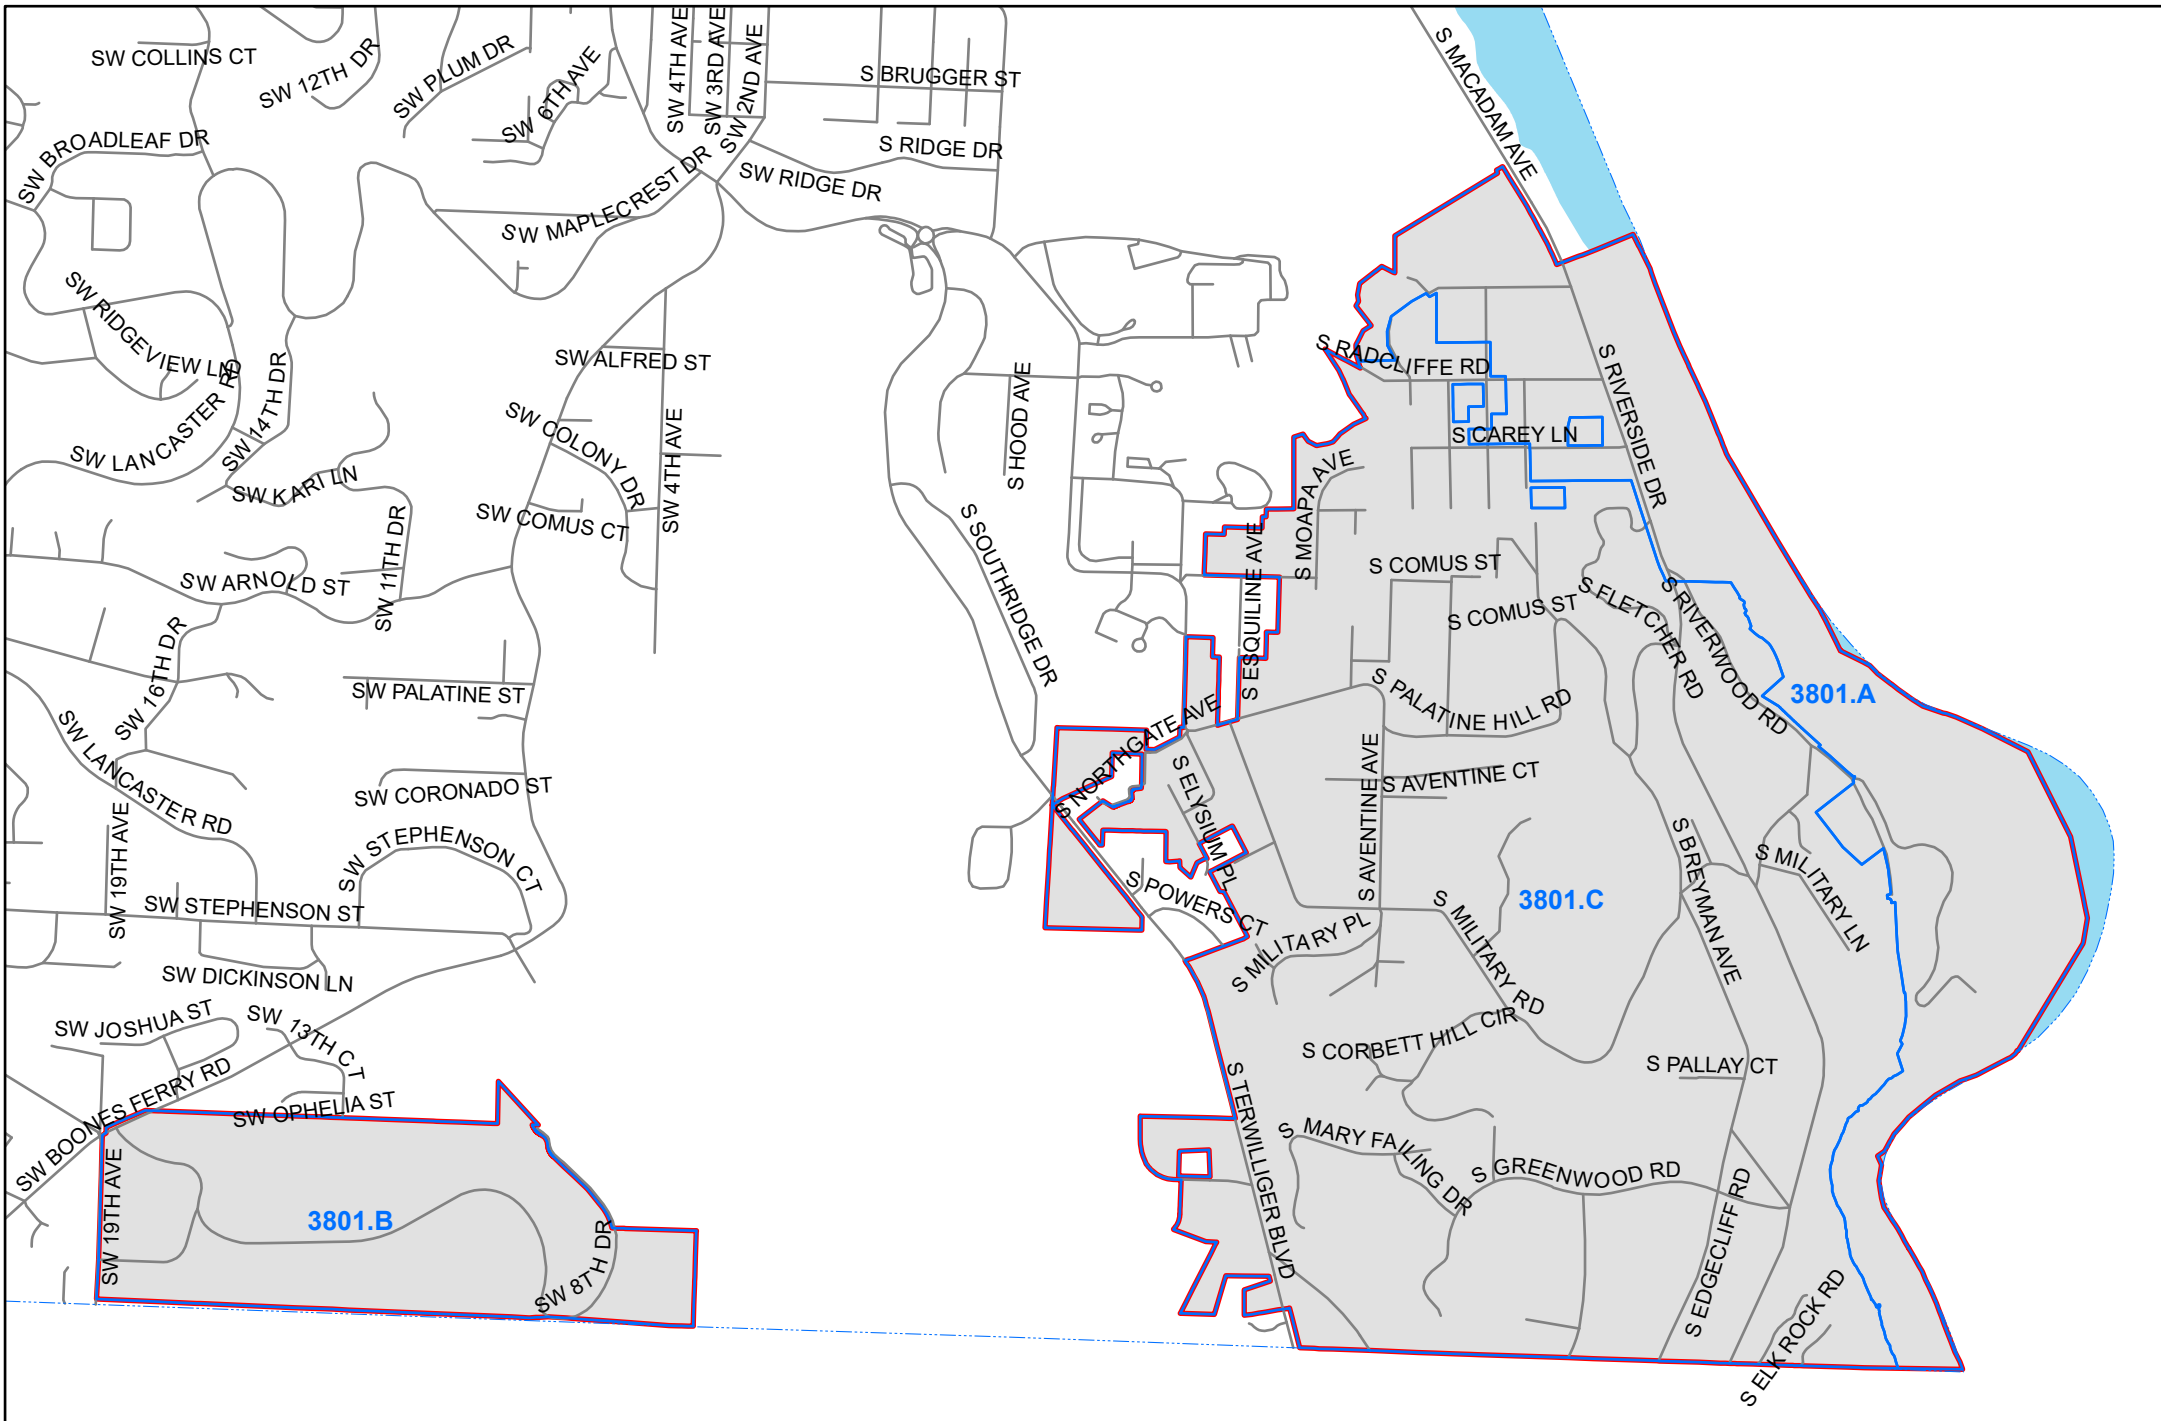 SW COLLINS CT
SW 12TH DR
SW PLUM DR
SW 6TH AVE
SW 4TH AVE
SW 3RD AVE
SW 2ND AVE
S BRUGGER ST
S MACADAM AVE
SW BROADLEAF DR
S RIDGE DR
SW RIDGE DR
SW MAPLECREST DR
SW RIDGEVIEW LN
SW LANCASTER RD
SW 14TH DR
SW ALFRED ST
SW COLONY DR
SW 4TH AVE
S HOOD AVE
S RADCLIFFE RD
S RIVERSIDE DR
S CAREY LN
SW KARI LN
SW COMUS CT
SW 11TH DR
S MOAPA AVE
S SOUTHRIDGE DR
SW ARNOLD ST
S ESQUILINE AVE
S COMUS ST
S COMUS ST
S FLETCHER RD
S RIVERWOOD RD
SW 16TH DR
SW PALATINE ST
S PALATINE HILL RD
3801.A
SW LANCASTER RD
S NORTHGATE AVE
S ELYSIUM PL
S AVENTINE AVE
S AVENTINE CT
SW CORONADO ST
SW 19TH AVE
SW STEPHENSON CT
SW STEPHENSON ST
S POWERS CT
S MILITARY PL
S MILITARY RD
3801.C
S BREYMAN AVE
S MILITARY LN
SW DICKINSON LN
SW JOSHUA ST
SW 13TH CT
S CORBETT HILL CIR
S PALLAY CT
SW BOONES FERRY RD
SW OPHELIA ST
S TERWILLIGER BLVD
S MARY FAILING DR
S GREENWOOD RD
SW 19TH AVE
3801.B
SW 8TH DR
S EDGECLIFF RD
S ELK ROCK RD